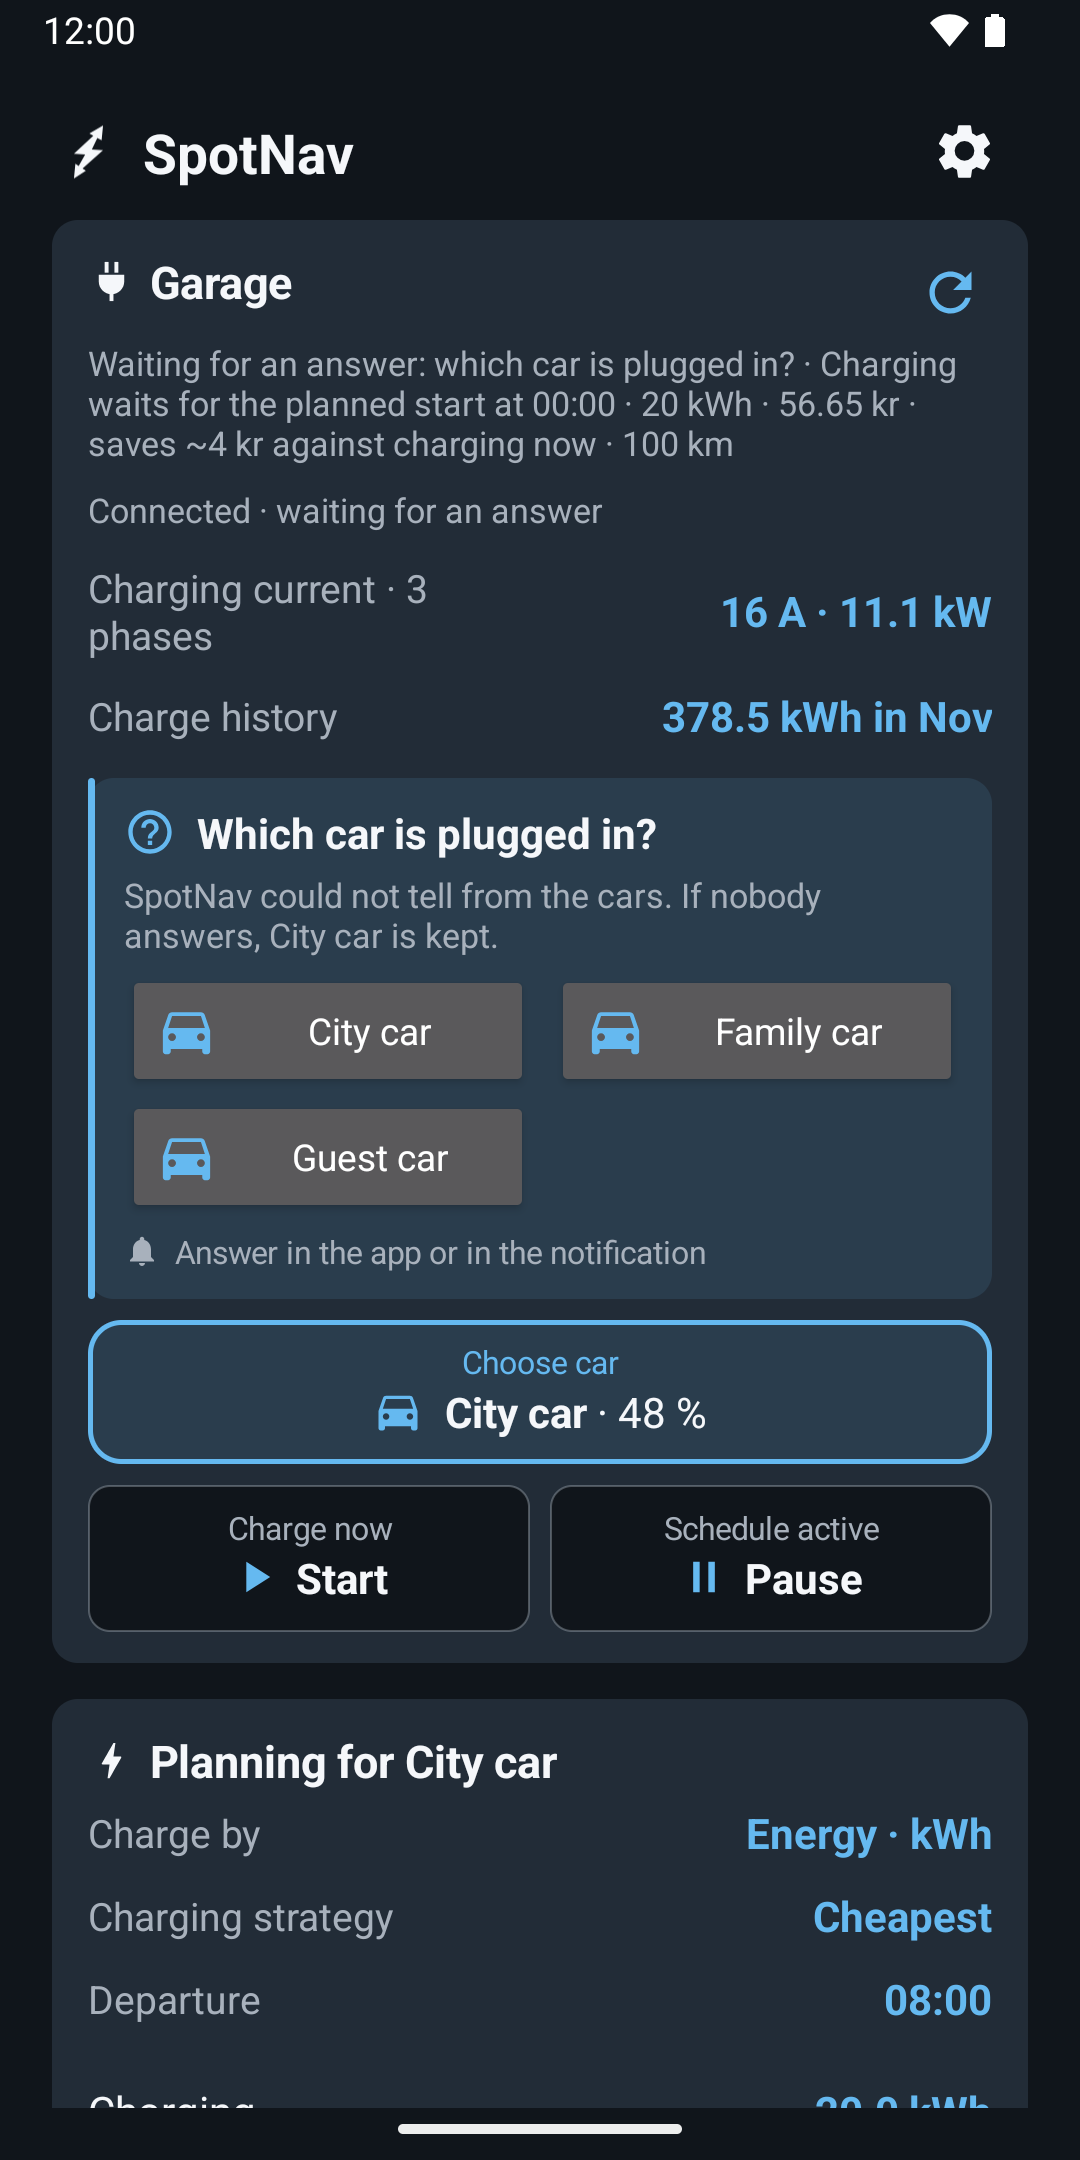 12:00
SpotNav
Garage
Waiting for an answer: which car is plugged in? · Charging
waits for the planned start at 00:00 · 20 kWh · 56.65 kr ·
saves ~4 kr against charging now · 100 km
Connected · waiting for an answer
Charging current · 3
phases
16 A · 11.1 kW
Charge history
378.5 kWh in Nov
Which car is plugged in?
SpotNav could not tell from the cars. If nobody
answers, City car is kept.
City car
Family car
Guest car
Answer in the app or in the notification
Choose car
City car · 48 %
Charge now
Start
Schedule active
Pause
Planning for City car
Charge by
Energy · kWh
Charging strategy
Cheapest
Departure
08:00
Charging